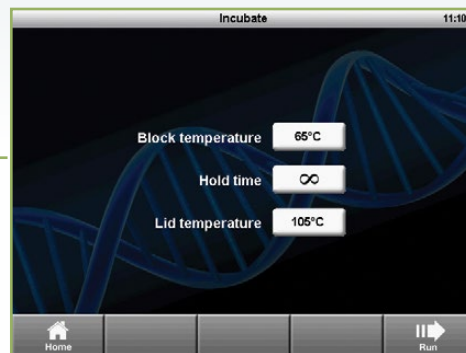 Incubate 11:10
Block temperature 65°C
Hold time ∞
Lid temperature 105°C
Home Run